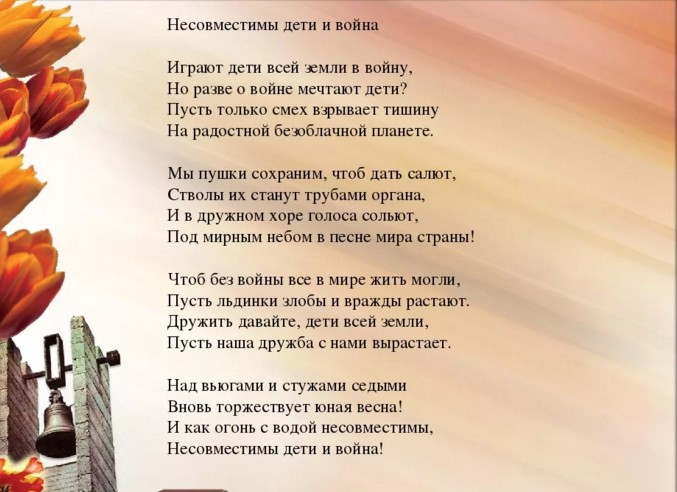 Несовместимы дети и война
Играют дети всей земли в войну,
Но разве о войне мечтают дети?
Пусть только смех взрывает тишину
На радостной безоблачной планете.
Мы пушки сохраним, чтоб дать салют,
Стволы их станут трубами органа,
И в дружном хоре голоса сольют,
Под мирным небом в песне мира страны!
Чтоб без войны все в мире жить могли,
Пусть льдинки злобы и вражды растают.
Дружить давайте, дети всей земли,
Пусть наша дружба с нами вырастает.
Над вьюгами и стужами седыми
Вновь торжествует юная весна!
И как огонь с водой несовместимы,
Несовместимы дети и война!